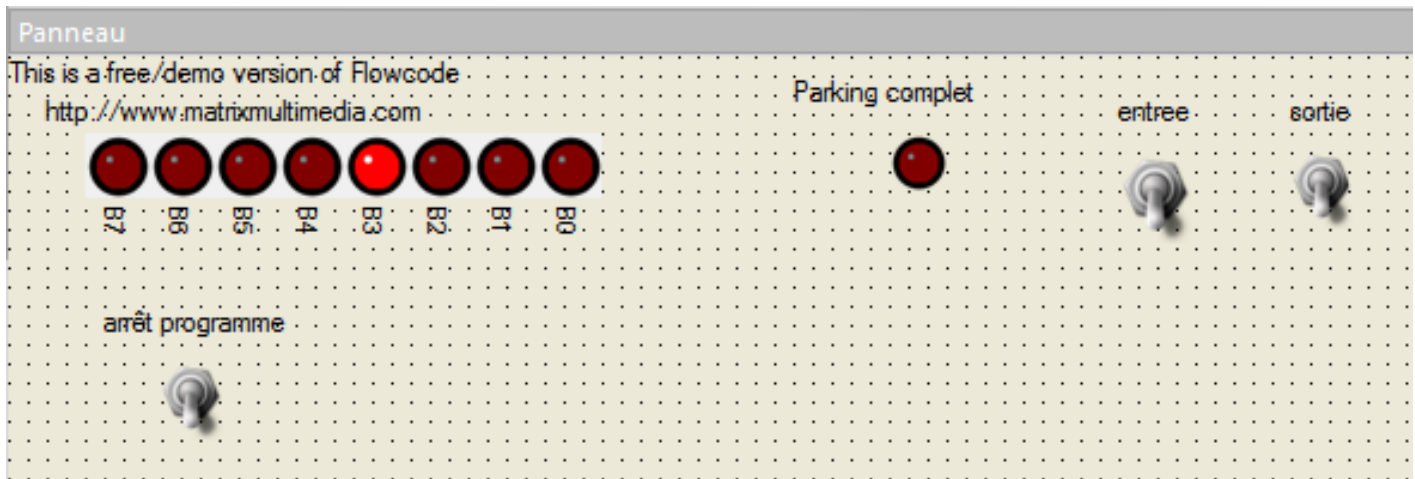 Panneau
This is a free/demo version of Flowcode
http://www.matrixmultimedia.com
Parking complet
entree
sortie
B7
B6
B5
B4
B3
B2
B1
B0
arrêt programme